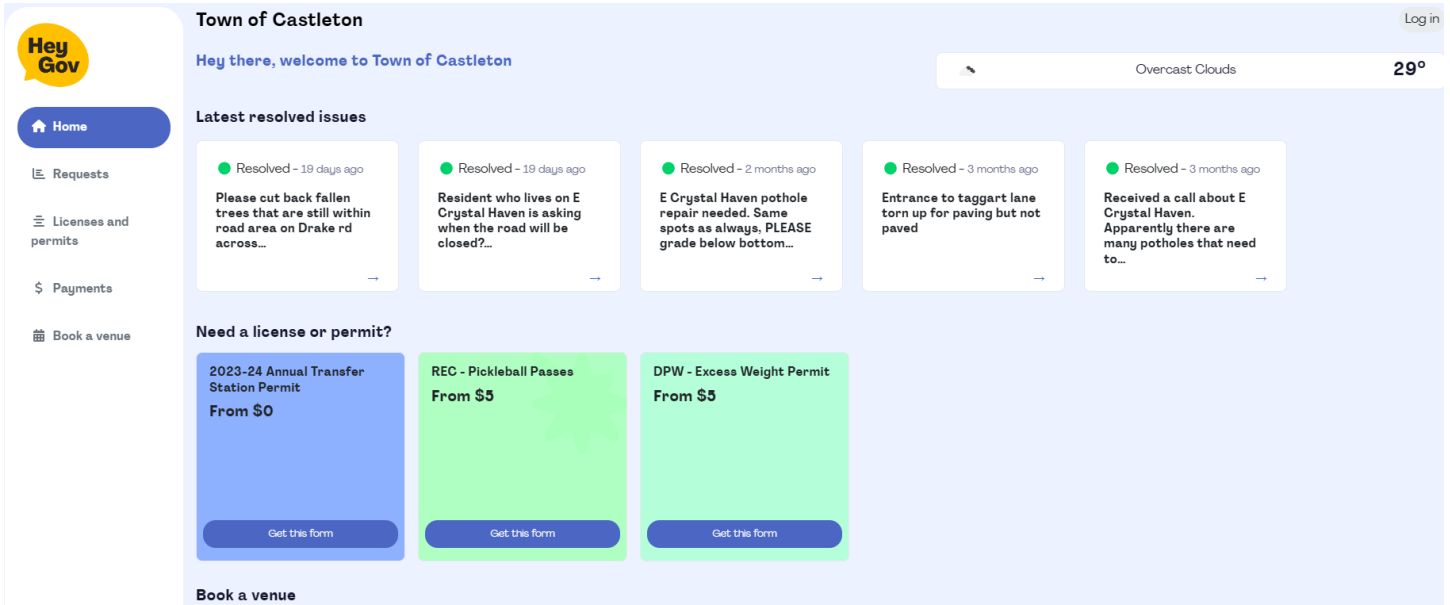 Hey
Gov
Home
Requests
Licenses and
permits
$ Payments
Book a venue
Town of Castleton
Log in
Hey there, welcome to Town of Castleton
Overcast Clouds
29°
Latest resolved issues
Resolved - 19 days ago
Please cut back fallen
trees that are still within
road area on Drake rd
across...
→
Resolved - 19 days ago
Resident who lives on E
Crystal Haven is asking
when the road will be
closed?...
→
Resolved - 2 months ago
E Crystal Haven pothole
repair needed. Same
spots as always, PLEASE
grade below bottom...
→
Resolved - 3 months ago
Entrance to taggart lane
torn up for paving but not
paved
→
Resolved - 3 months ago
Received a call about E
Crystal Haven.
Apparently there are
many potholes that need
to...
→
Need a license or permit?
2023-24 Annual Transfer
Station Permit
From $0
Get this form
REC - Pickleball Passes
From $5
Get this form
DPW - Excess Weight Permit
From $5
Get this form
Book a venue